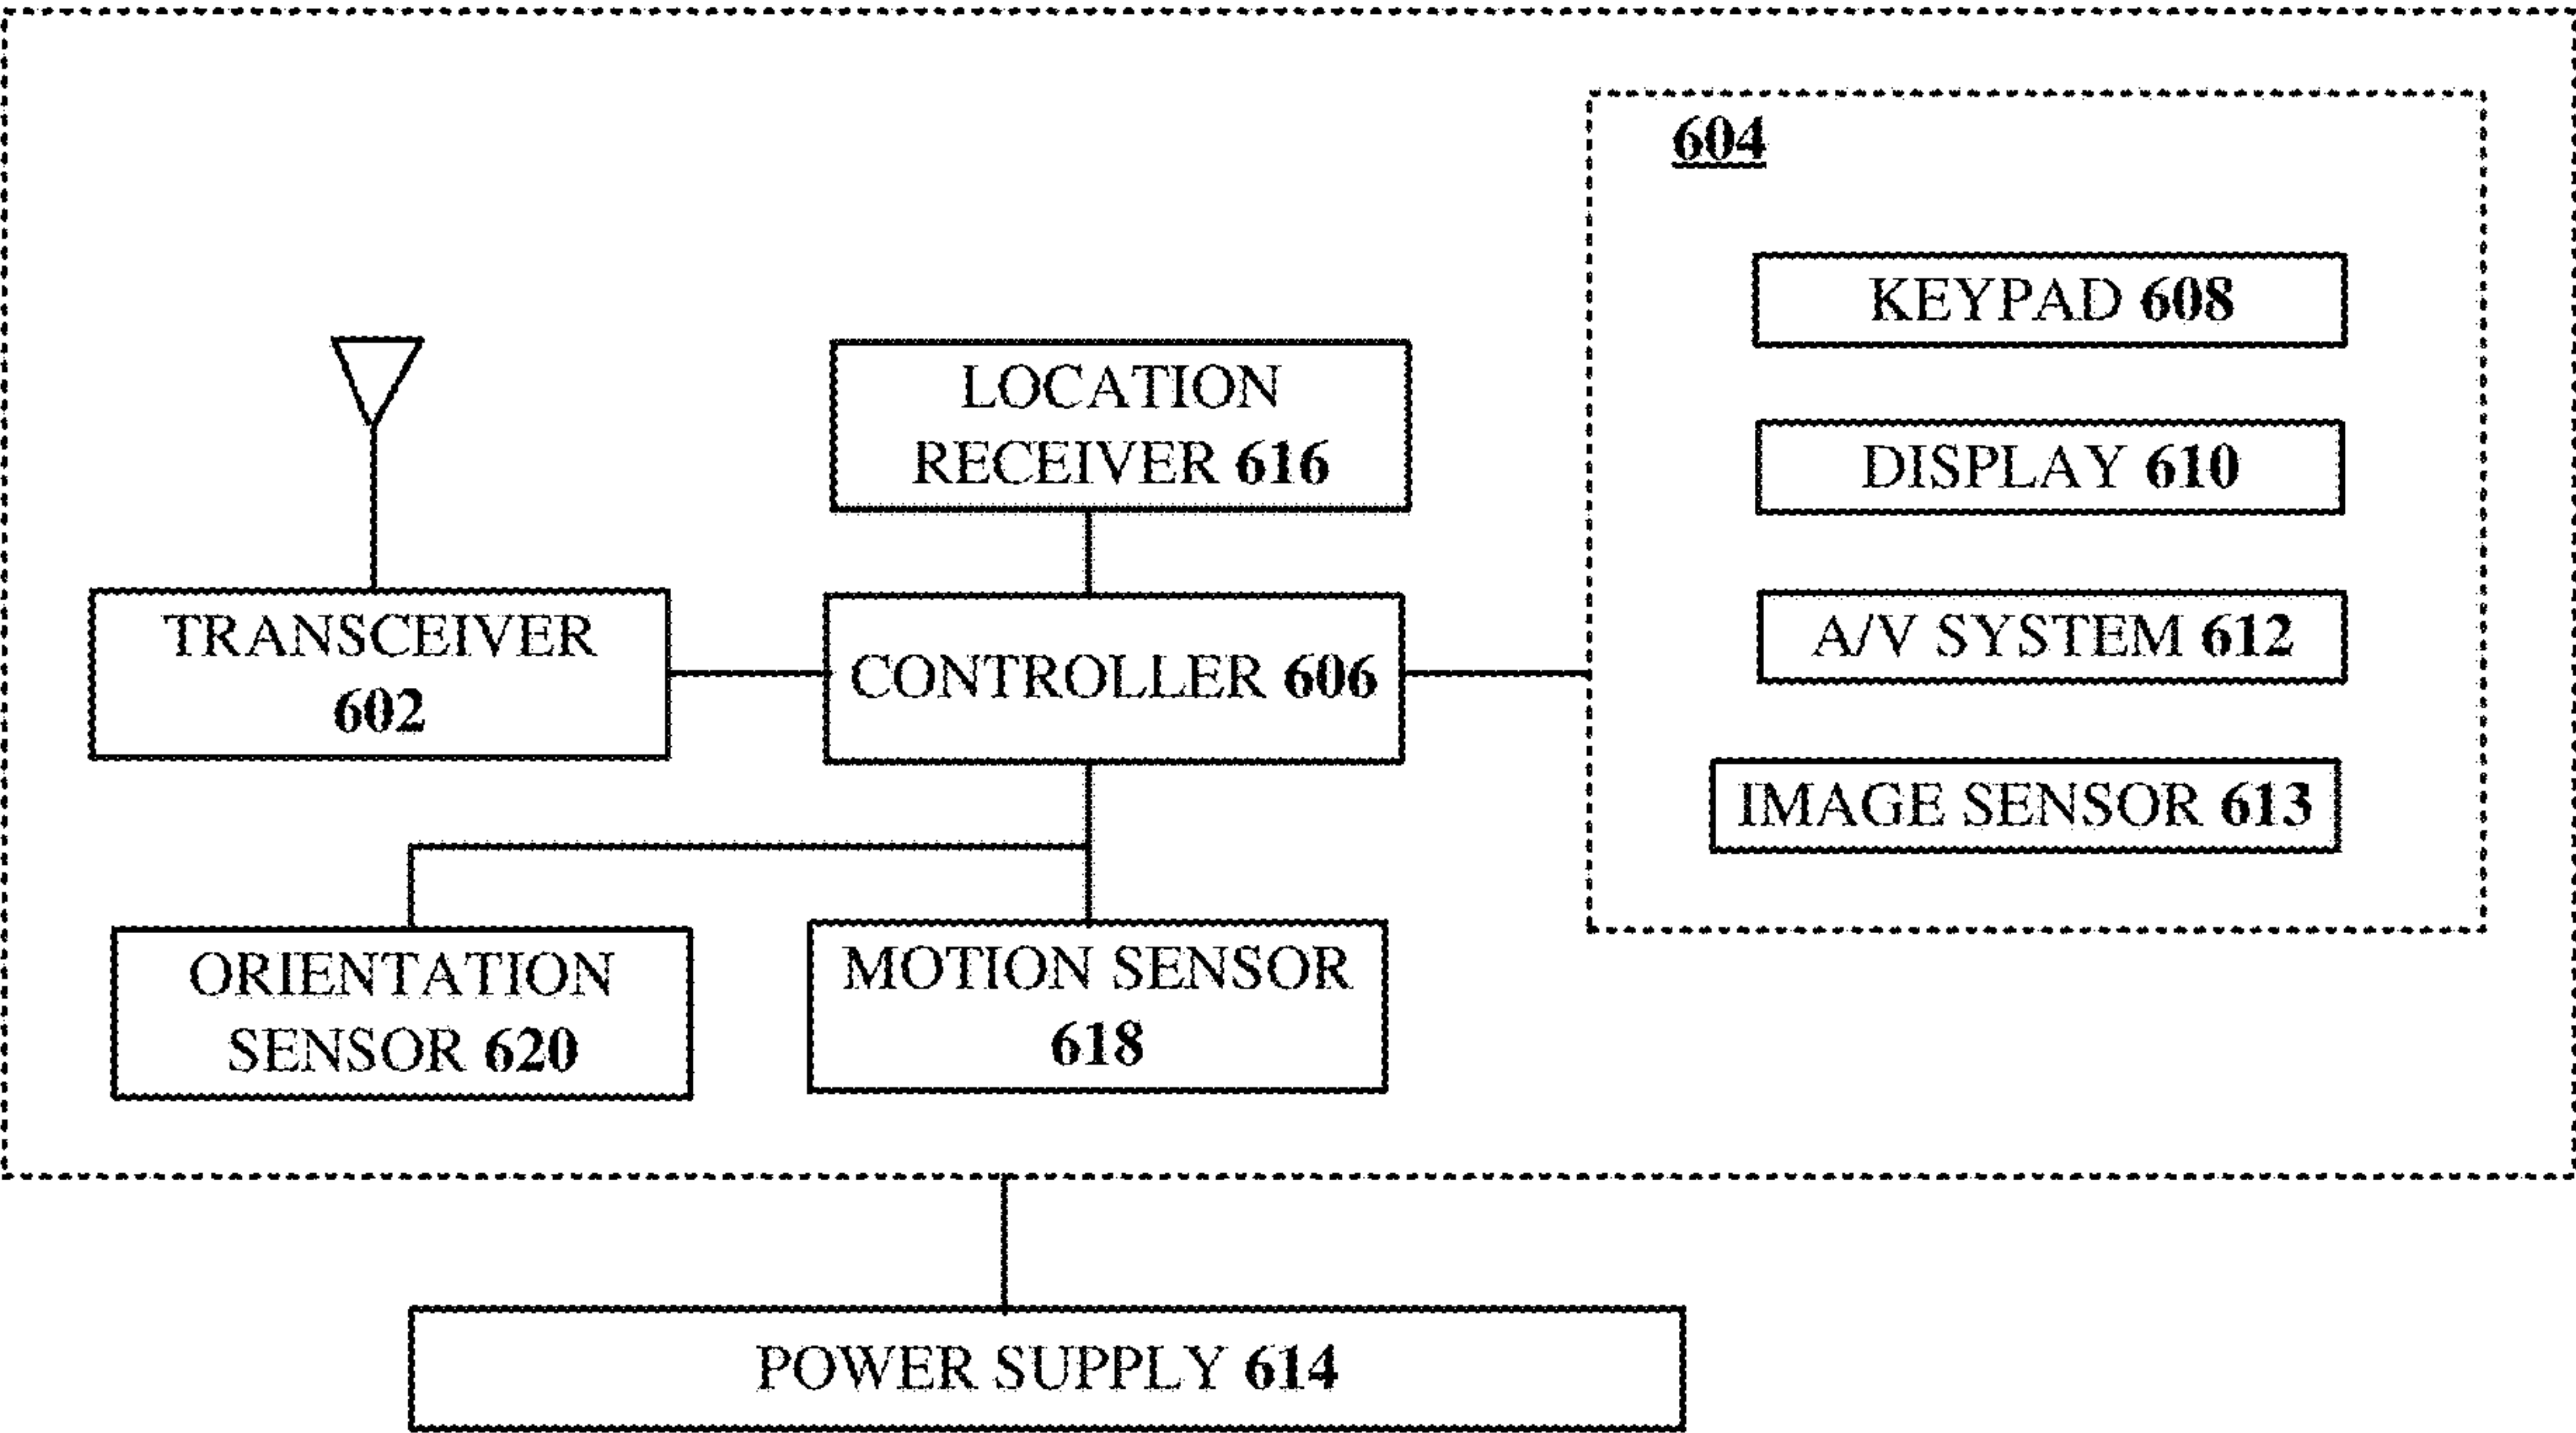 604
KEYPAD 608
LOCATION
RECEIVER 616
DISPLAY 610
TRANSCEIVER
602
CONTROLLER 606
A/V SYSTEM 612
IMAGE SENSOR 613
ORIENTATION
SENSOR 620
MOTION SENSOR
618
POWER SUPPLY 614